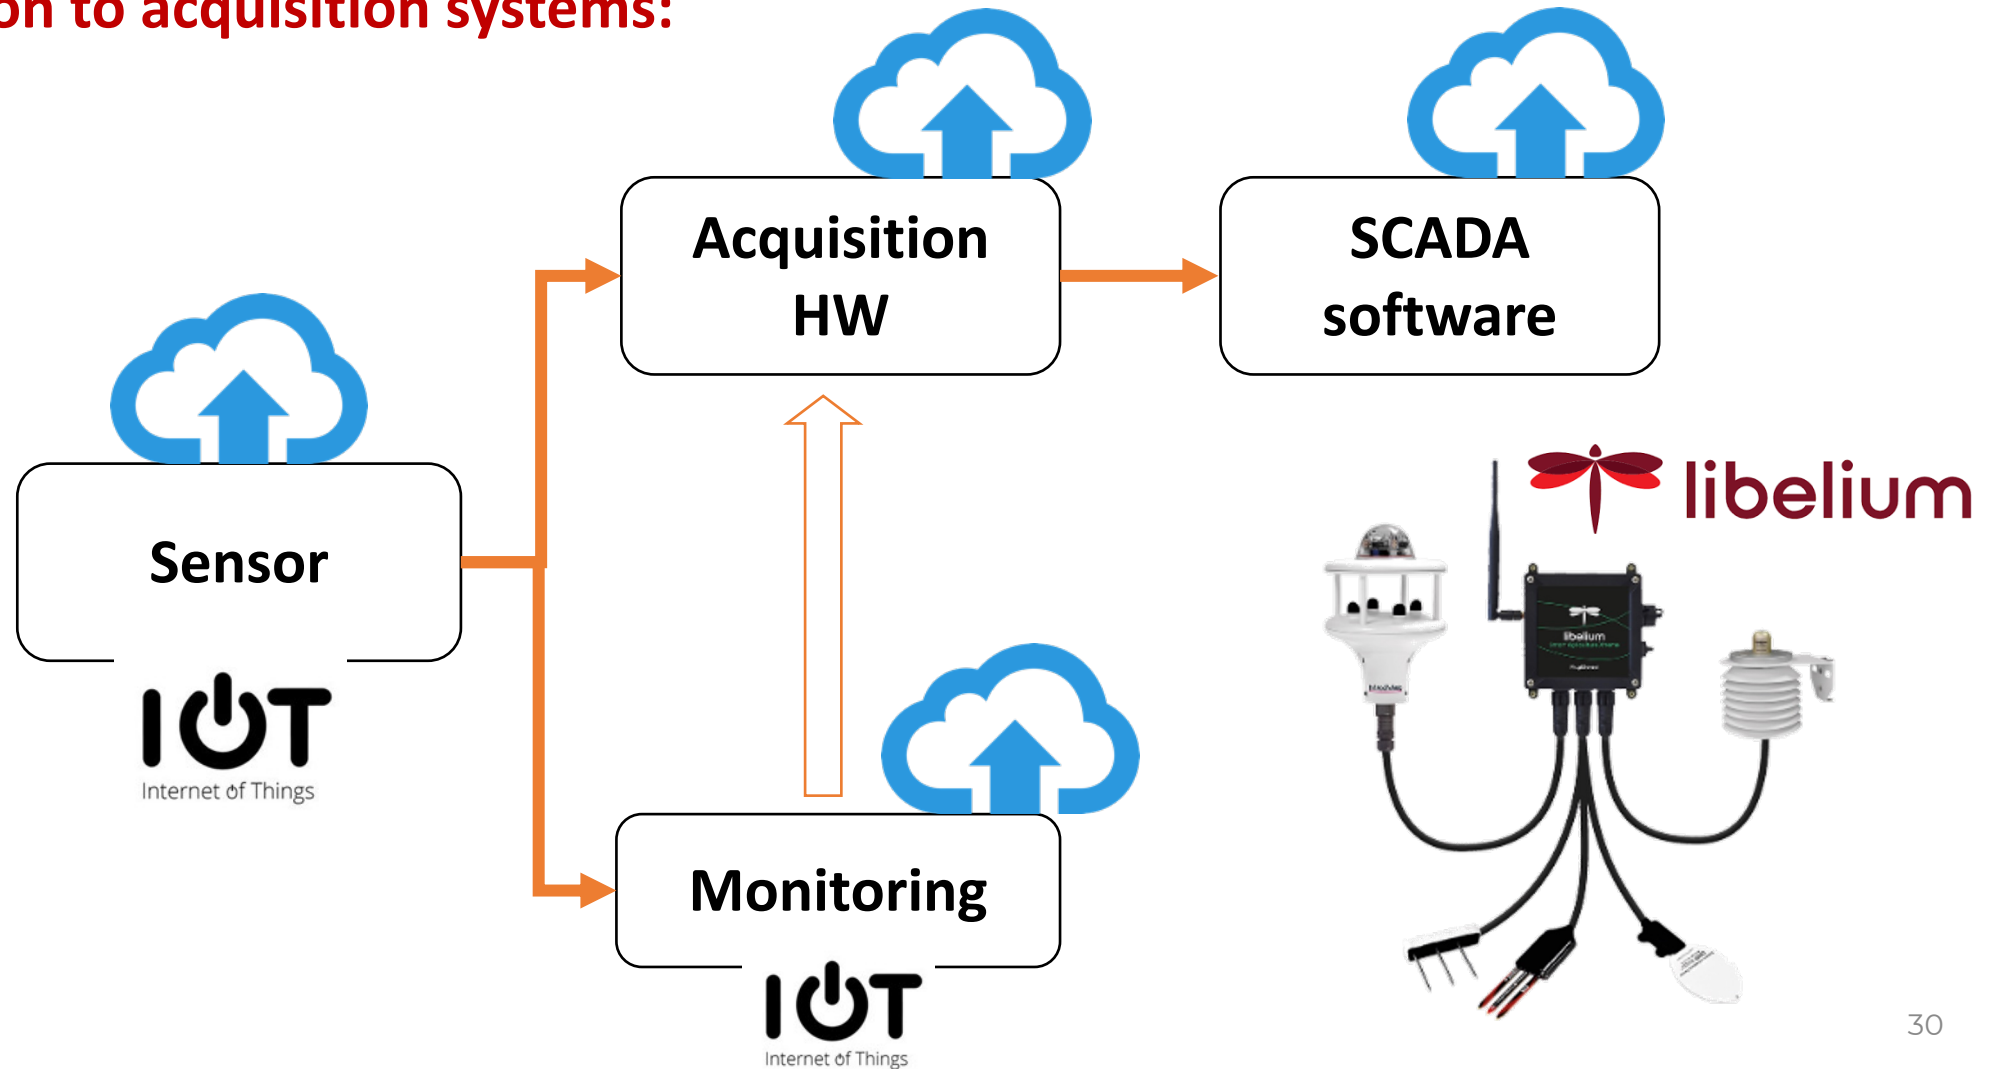 on to acquisition systems:
Acquisition
HW
SCADA
software
Sensor
IOT
Internet of Things
libelium
libelium
Monitoring
IOT
Internet of Things
30